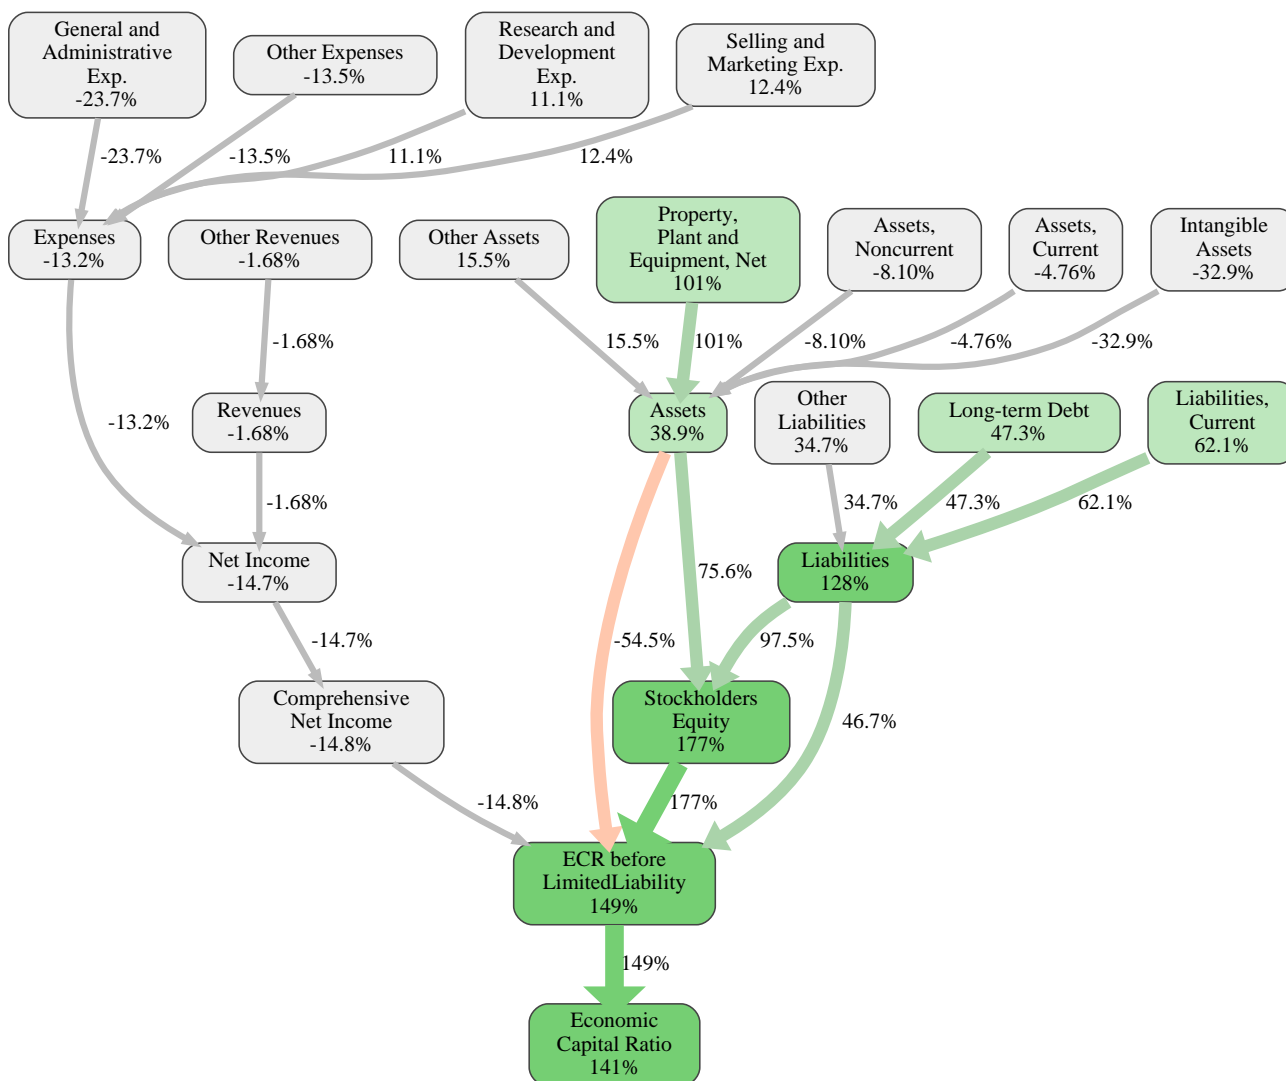 General and
Administrative
Exp.
-23.7%
Other Expenses
-13.5%
Research and
Development
Exp.
11.1%
Selling and
Marketing Exp.
12.4%
-23.7%
-13.5%
11.1%
12.4%
Expenses
-13.2%
Other Revenues
-1.68%
Other Assets
15.5%
Property,
Plant and
Equipment, Net
101%
Assets,
Noncurrent
-8.10%
Assets,
Current
-4.76%
Intangible
Assets
-32.9%
-1.68%
15.5%
101%
-8.10%
-4.76%
-32.9%
-13.2%
Revenues
-1.68%
Assets
38.9%
Other
Liabilities
34.7%
Long-term Debt
47.3%
Liabilities,
Current
62.1%
-1.68%
34.7%
47.3%
62.1%
Net Income
-14.7%
75.6%
Liabilities
128%
-14.7%
-54.5%
97.5%
Comprehensive
Net Income
-14.8%
Stockholders
Equity
177%
46.7%
-14.8%
177%
ECR before
LimitedLiability
149%
149%
Economic
Capital Ratio
141%